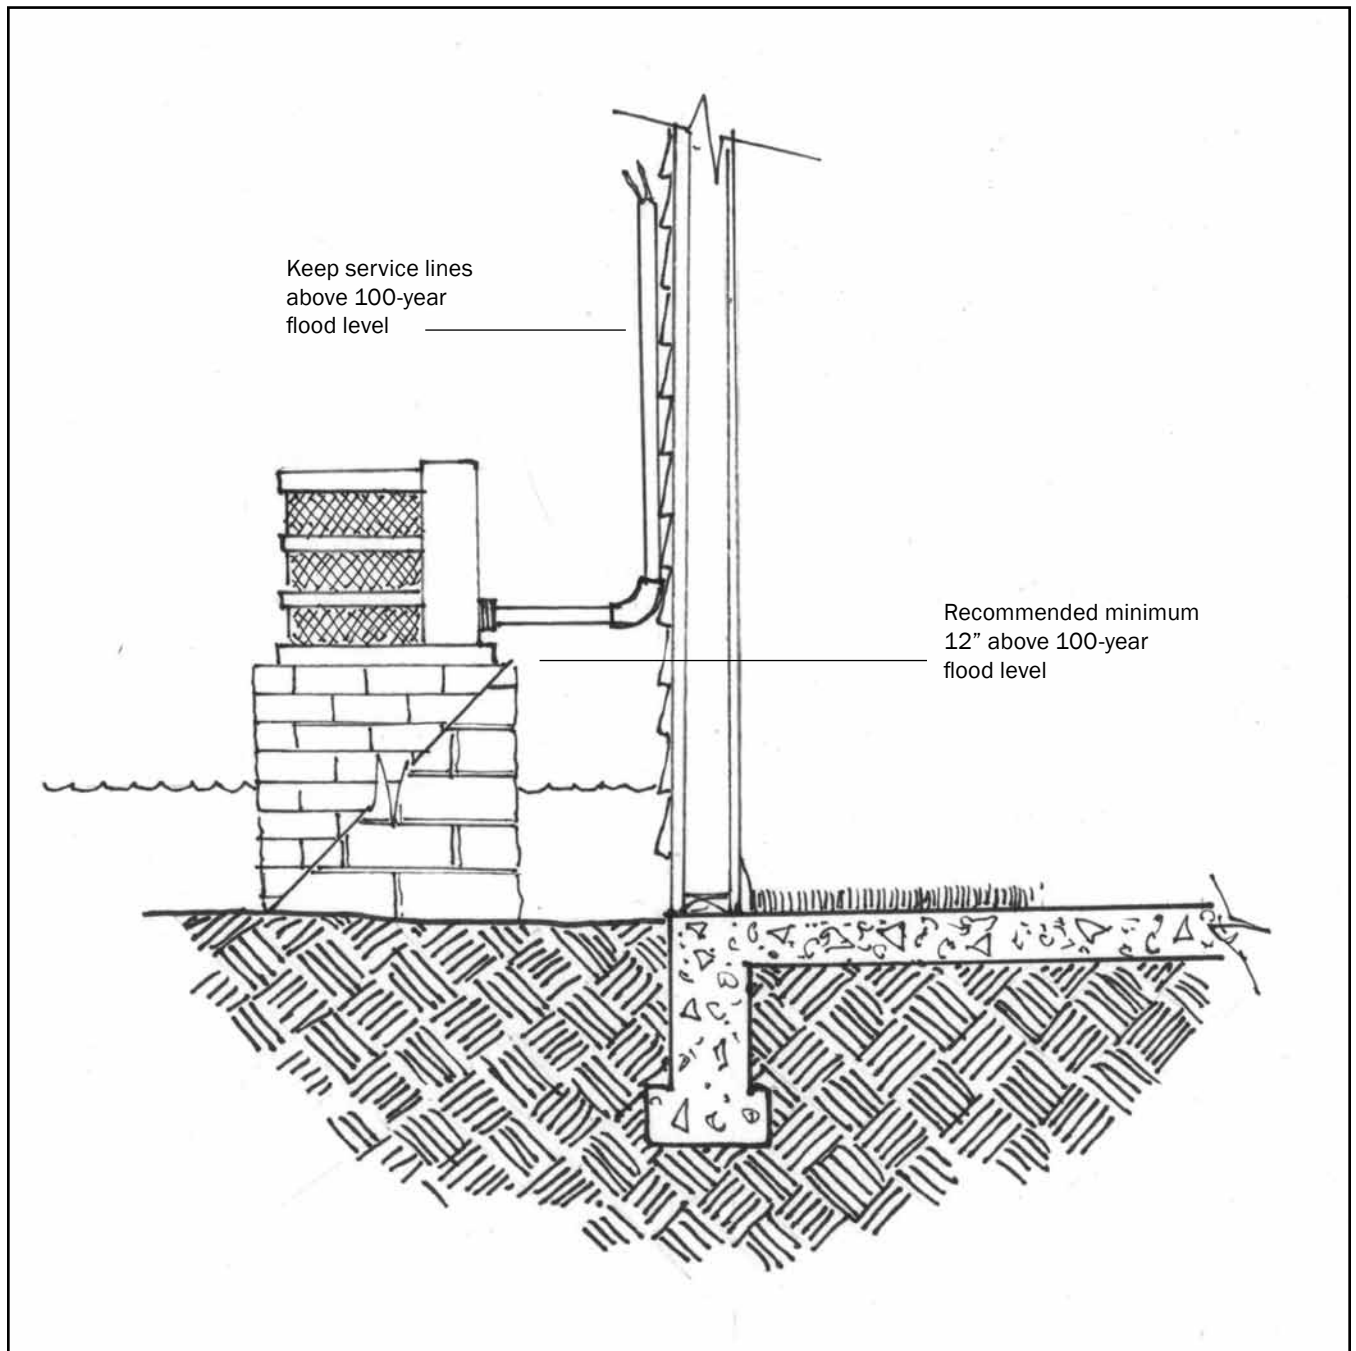 Keep service lines
above 100-year
flood level
Recommended minimum
12” above 100-year
flood level